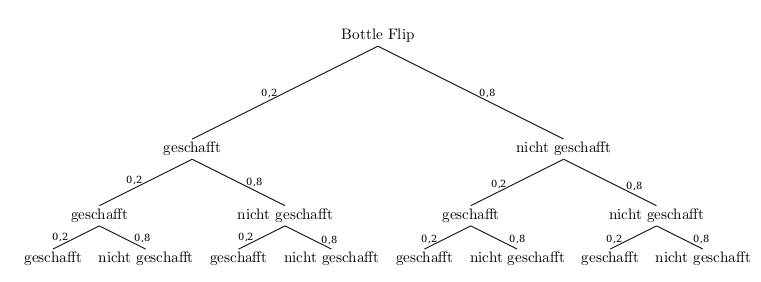 Bottle Flip
0,2 0,8
geschafft nicht geschafft
0,2 0,8 0,2 0,8
geschafft nicht geschafft geschafft nicht geschafft
0,2 0,8 0,2 0,8 0,2 0,8 0,2 0,8
geschafft nicht geschafft geschafft nicht geschafft geschafft nicht geschafft geschafft nicht geschafft